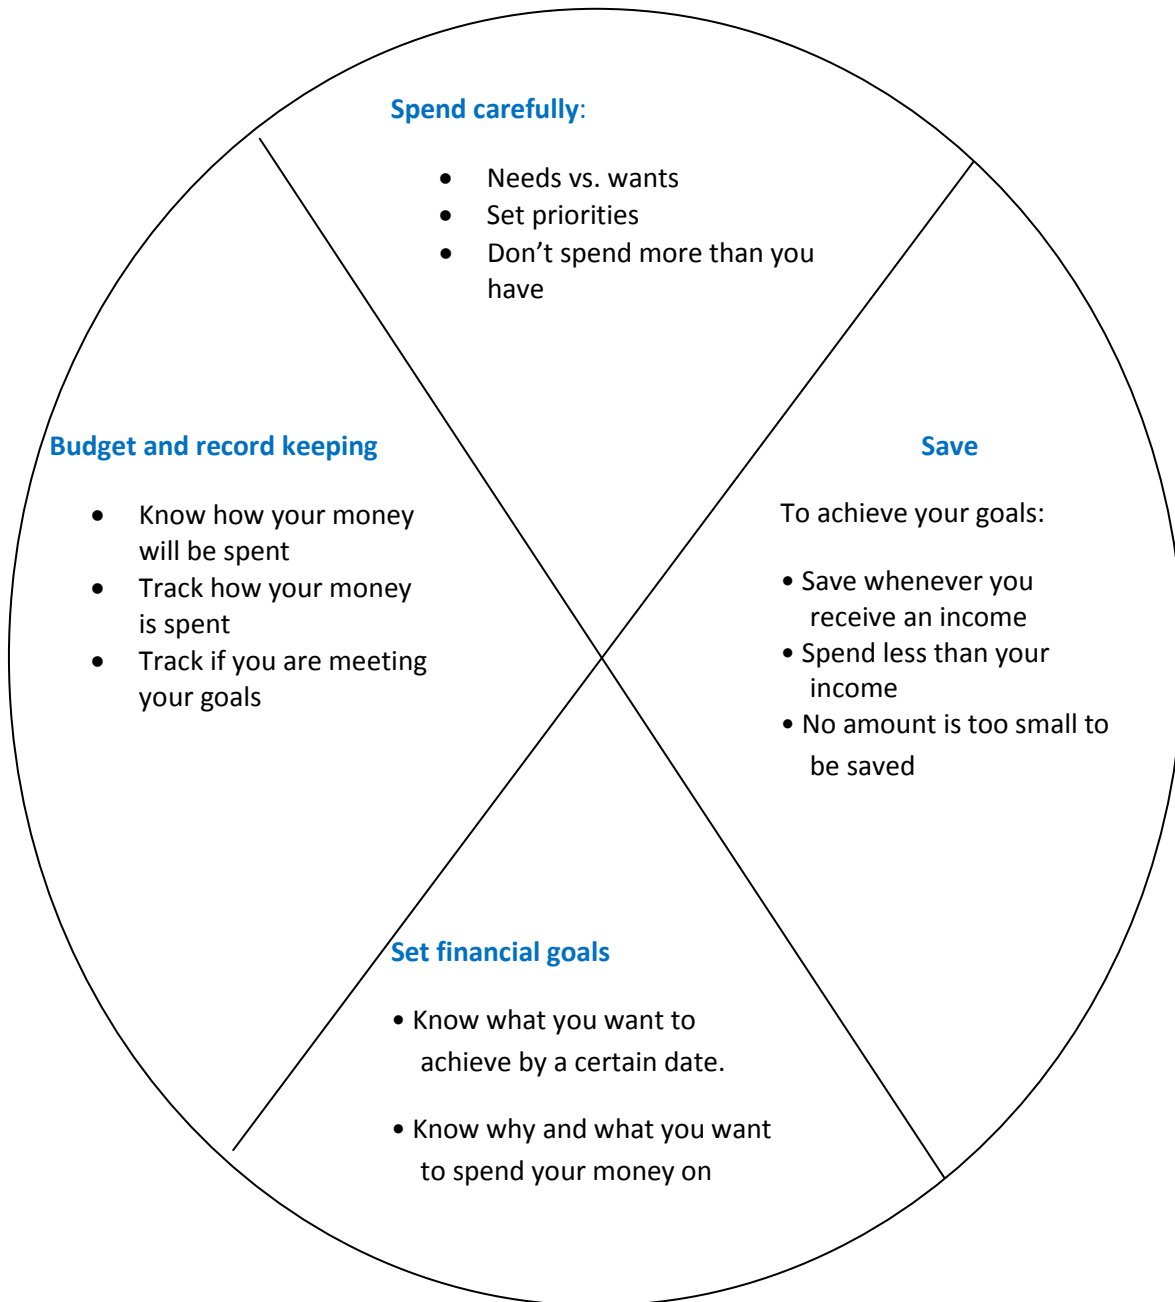 Spend carefully:
• Needs vs. wants
• Set priorities
• Don’t spend more than you
have
Budget and record keeping
• Know how your money
will be spent
• Track how your money
is spent
• Track if you are meeting
your goals
Save
To achieve your goals:
• Save whenever you
receive an income
• Spend less than your
income
• No amount is too small to
be saved
Set financial goals
• Know what you want to
achieve by a certain date.
• Know why and what you want
to spend your money on